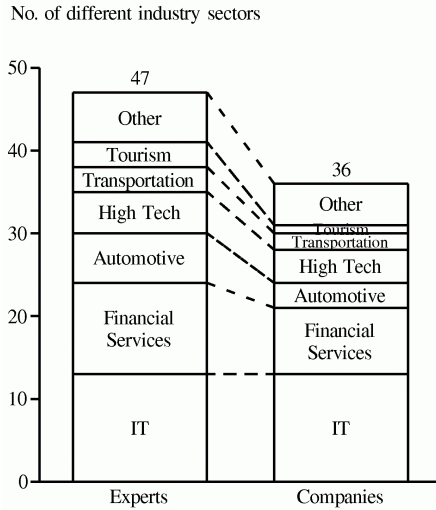 No. of different industry sectors
50
47
Other
40
Tourism
36
Transportation
Other
High Tech
30
Tourism
Transportation
Automotive
High Tech
Automotive
20
Financial
Services
Financial
Services
10
IT
IT
0
Experts
Companies